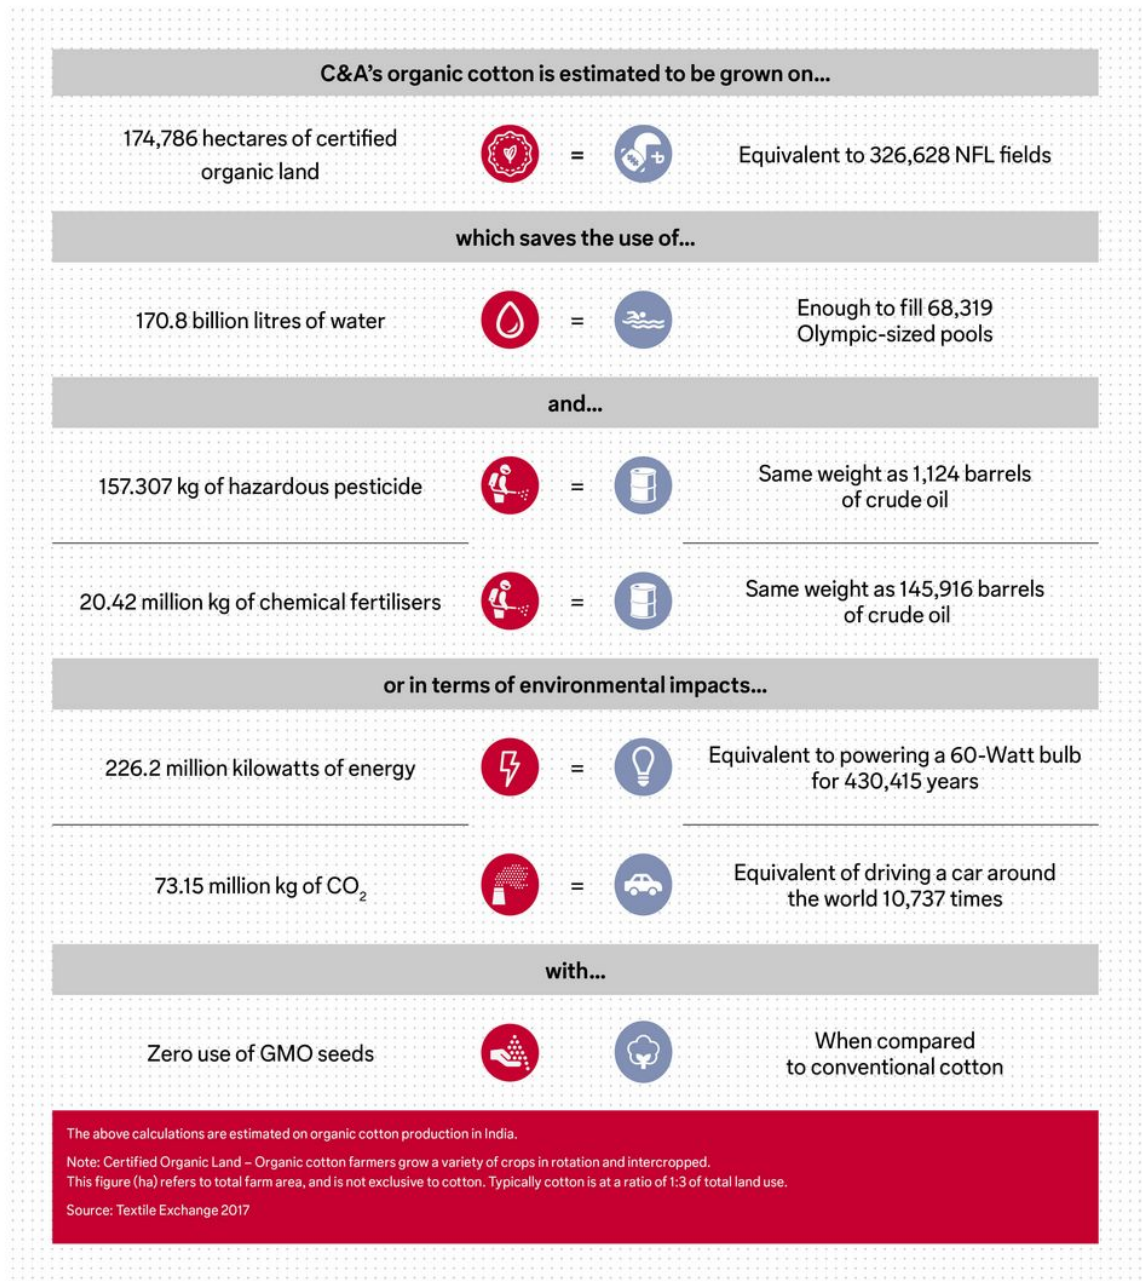 C&A's organic cotton is estimated to be grown on...
174,786 hectares of certified
organic land
=
Equivalent to 326,628 NFL fields
which saves the use of...
170.8 billion litres of water
=
Enough to fill 68,319
Olympic-sized pools
and...
157.307 kg of hazardous pesticide
=
Same weight as 1,124 barrels
of crude oil
20.42 million kg of chemical fertilisers
=
Same weight as 145,916 barrels
of crude oil
or in terms of environmental impacts...
226.2 million kilowatts of energy
=
Equivalent to powering a 60-Watt bulb
for 430,415 years
73.15 million kg of CO₂
=
Equivalent of driving a car around
the world 10,737 times
with...
Zero use of GMO seeds
When compared
to conventional cotton
The above calculations are estimated on organic cotton production in India.
Note: Certified Organic Land – Organic cotton farmers grow a variety of crops in rotation and intercropped.
This figure (ha) refers to total farm area, and is not exclusive to cotton. Typically cotton is at a ratio of 1:3 of total land use.
Source: Textile Exchange 2017